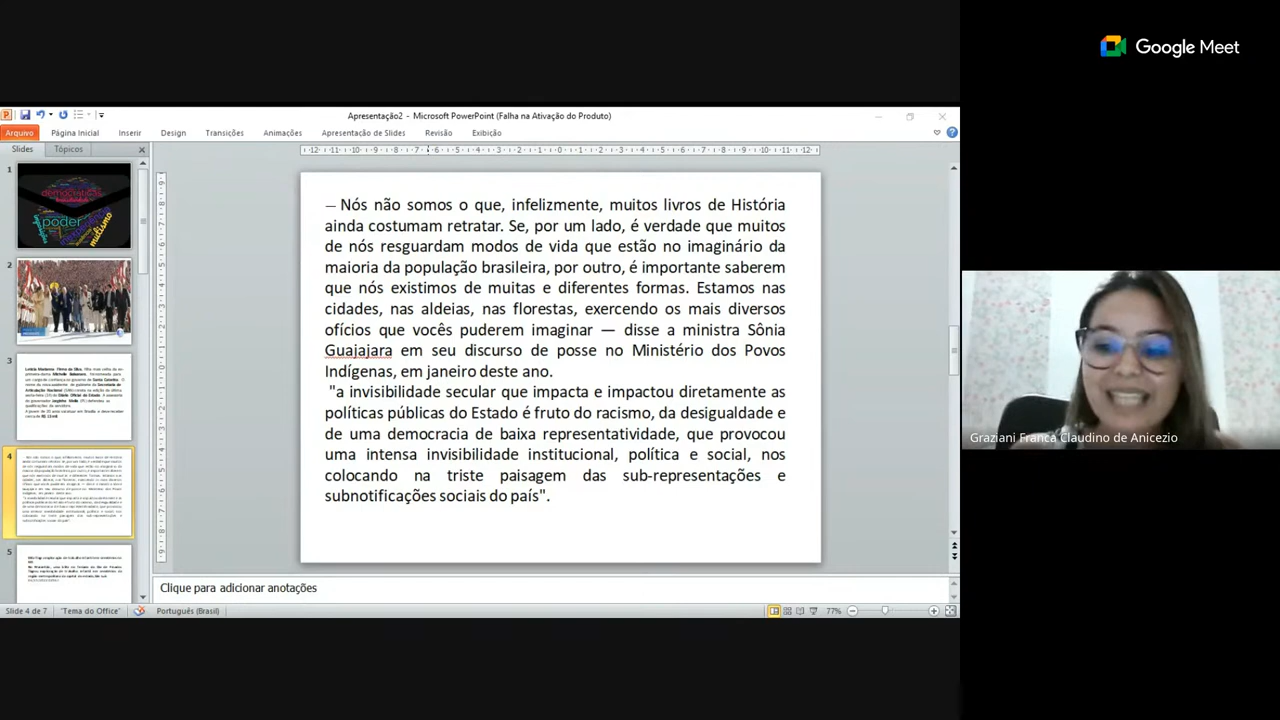 Google Meet
Apresentação2 - Microsoft PowerPoint (Falha na Ativação do Produto)
Arquivo Página Inicial Inserir Design Transições Animações Apresentação de Slides Revisão Exibição
Slides Tópicos
1
democráticas
poder
2
3
4
5
— Nós não somos o que, infelizmente, muitos livros de História
ainda costumam retratar. Se, por um lado, é verdade que muitos
de nós resguardam modos de vida que estão no imaginário da
maioria da população brasileira, por outro, é importante saberem
que nós existimos de muitas e diferentes formas. Estamos nas
cidades, nas aldeias, nas florestas, exercendo os mais diversos
ofícios que vocês puderem imaginar — disse a ministra Sônia
Guajajara em seu discurso de posse no Ministério dos Povos
Indígenas, em janeiro deste ano.
"a invisibilidade secular que impacta e impactou diretamente as
políticas públicas do Estado é fruto do racismo, da desigualdade e
de uma democracia de baixa representatividade, que provocou
uma intensa invisibilidade institucional, política e social, nos
colocando na triste paisagem das sub-representações e
subnotificações sociais do país".
Graziani França Claudino de Anicezio
Clique para adicionar anotações
Slide 4 de 7 "Tema do Office" Português (Brasil) 77%